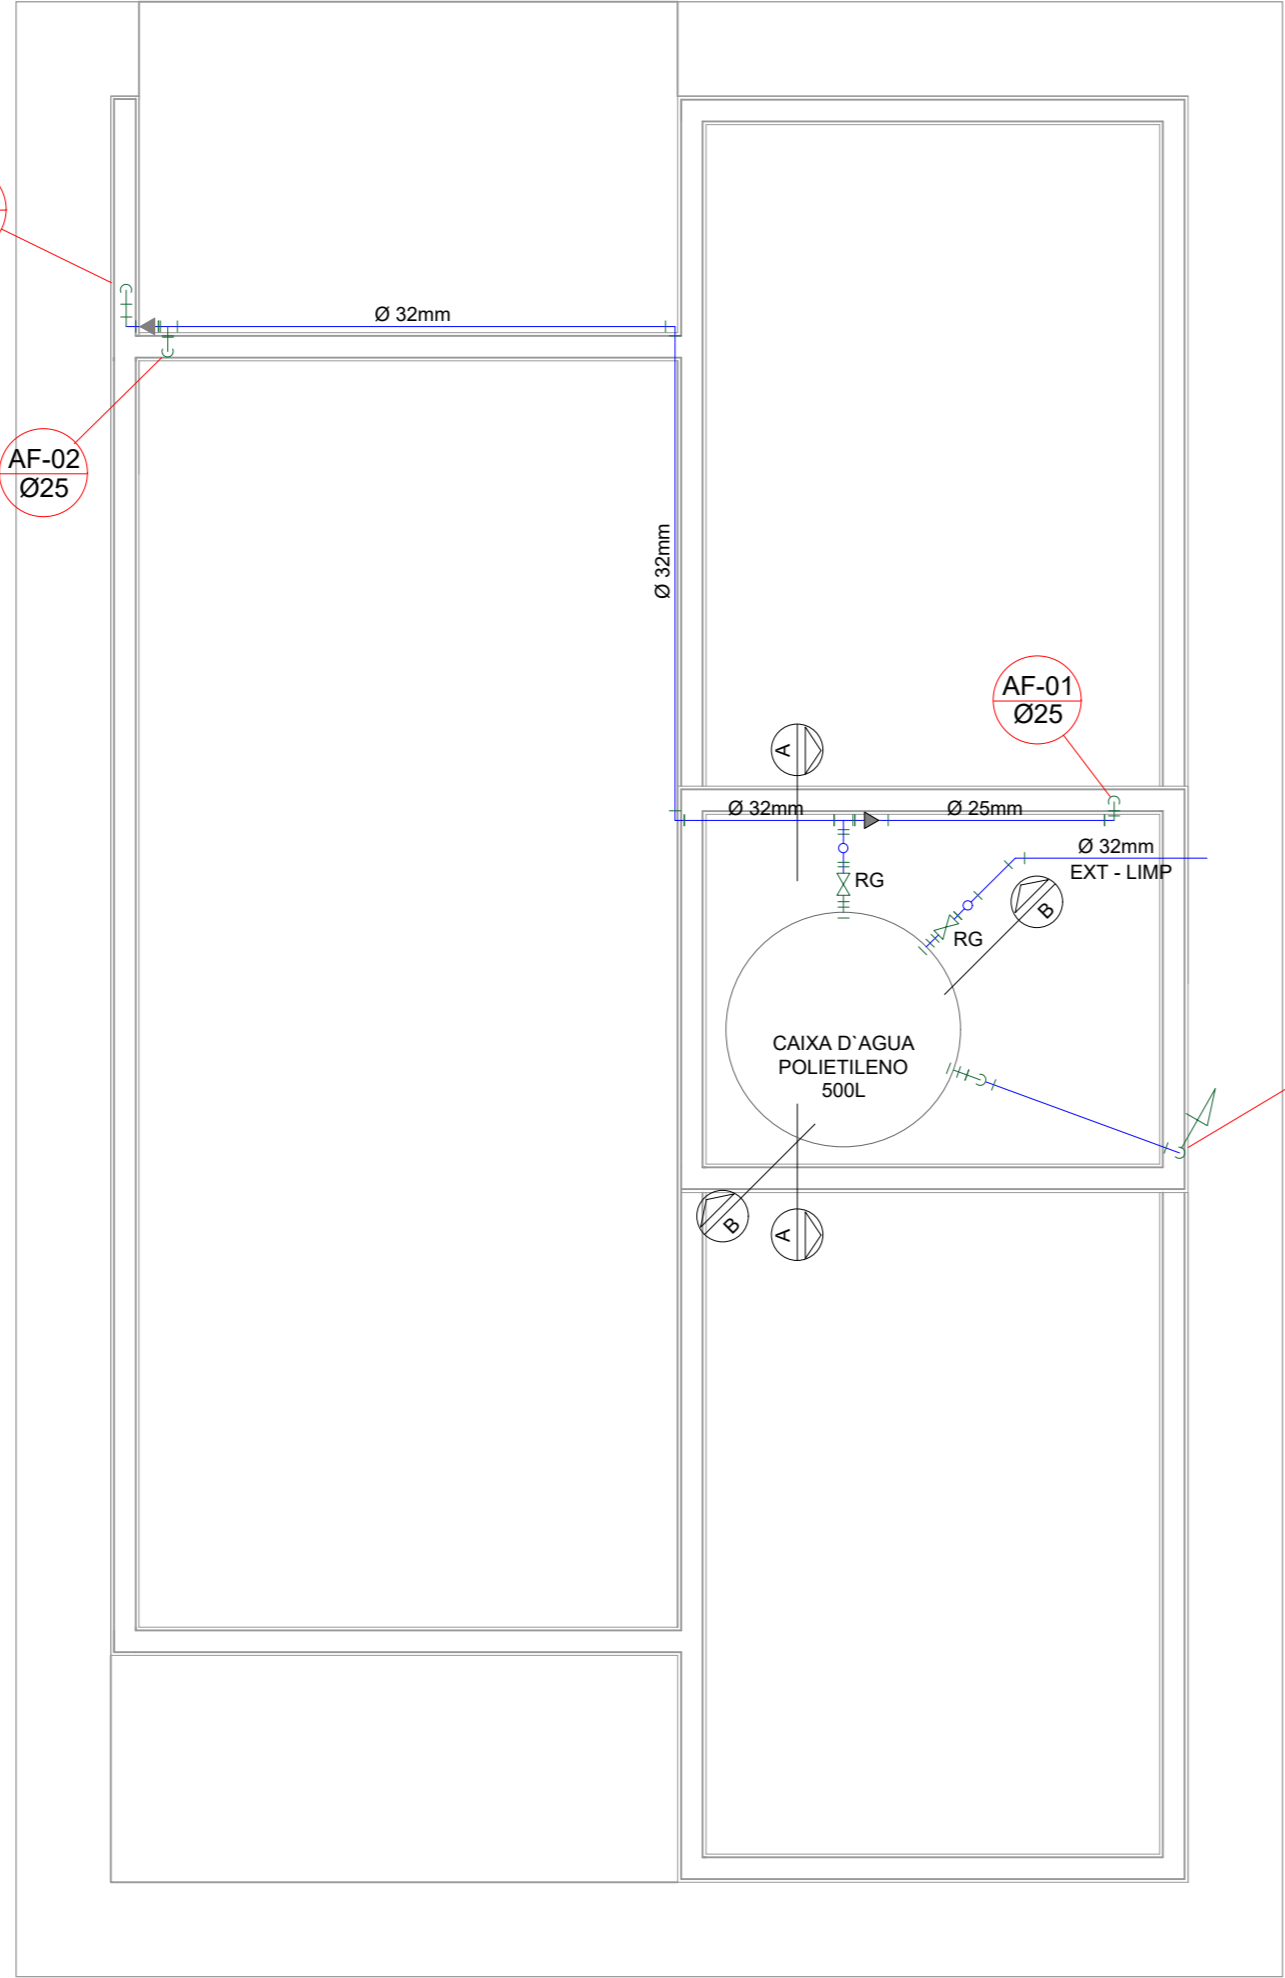 Ø 32mm
AF-02
Ø25
Ø 32mm
AF-01
Ø25
A
Ø 32mm
Ø 25mm
Ø 32mm
EXT - LIMP
RG
B
RG
CAIXA D`AGUA
POLIETILENO
500L
B
A